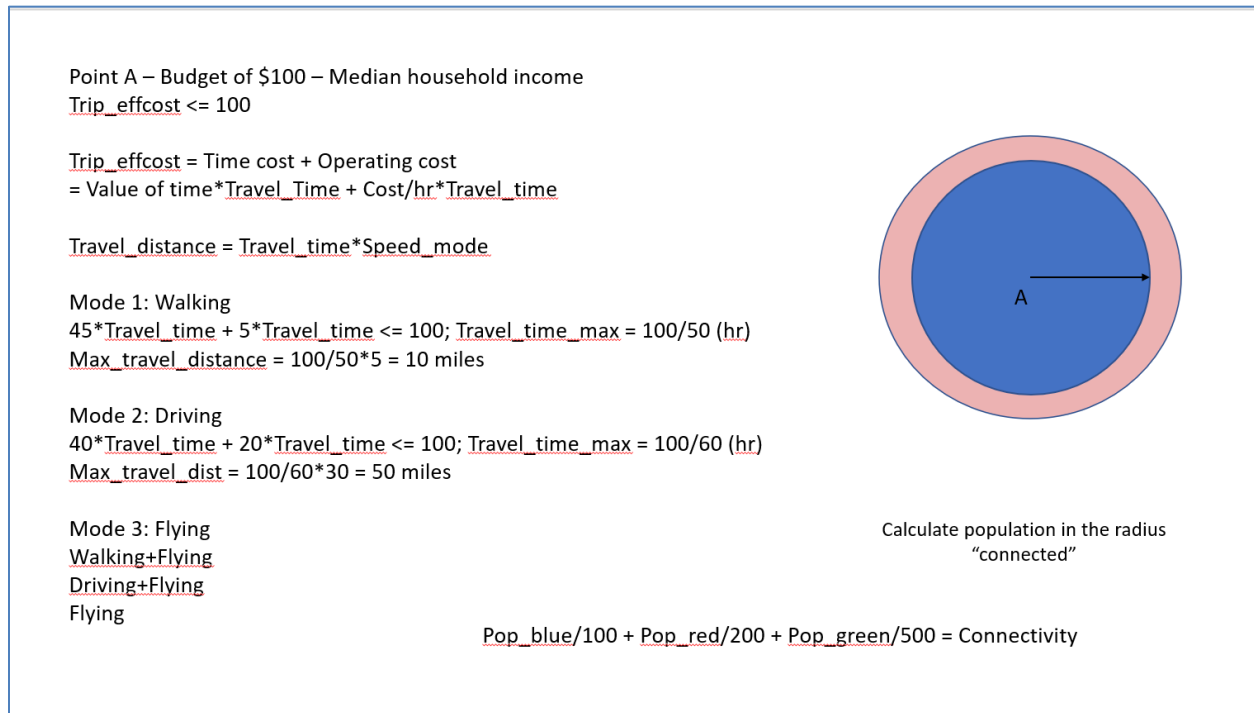 Point A – Budget of $100 – Median household income
Trip_effcost <= 100
Trip_effcost = Time cost + Operating cost
= Value of time*Travel_Time + Cost/hr*Travel_time
Travel_distance = Travel_time*Speed_mode
Mode 1: Walking
45*Travel_time + 5*Travel_time <= 100; Travel_time_max = 100/50 (hr)
Max_travel_distance = 100/50*5 = 10 miles
Mode 2: Driving
40*Travel_time + 20*Travel_time <= 100; Travel_time_max = 100/60 (hr)
Max_travel_dist = 100/60*30 = 50 miles
Mode 3: Flying
Walking+Flying
Driving+Flying
Flying
A
Calculate population in the radius
“connected”
Pop_blue/100 + Pop_red/200 + Pop_green/500 = Connectivity